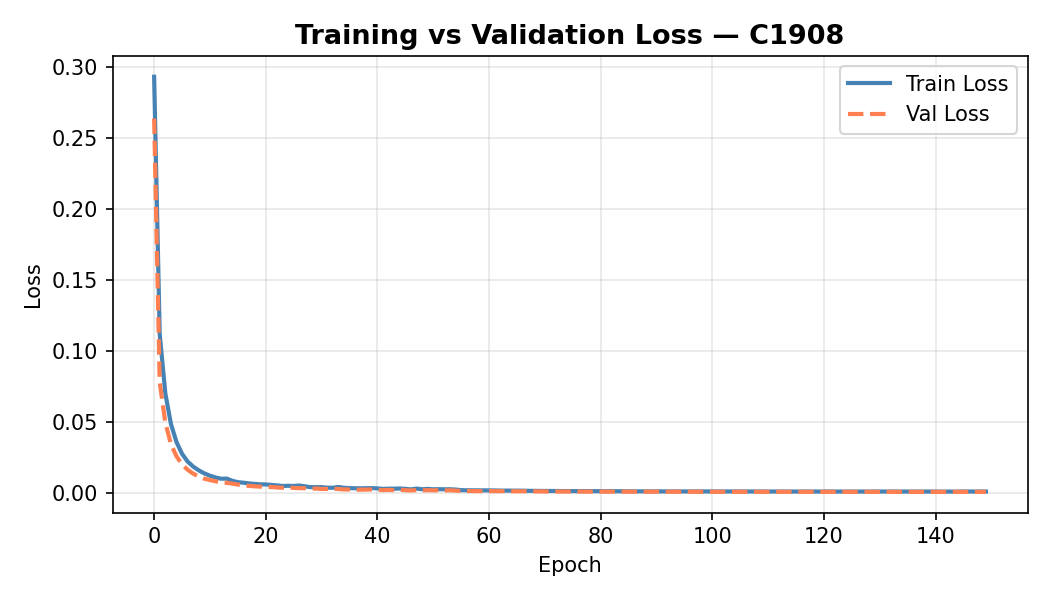 Training vs Validation Loss — C1908
Train Loss
Val Loss
Loss
0.30
0.25
0.20
0.15
0.10
0.05
0.00
0 20 40 60 80 100 120 140
Epoch